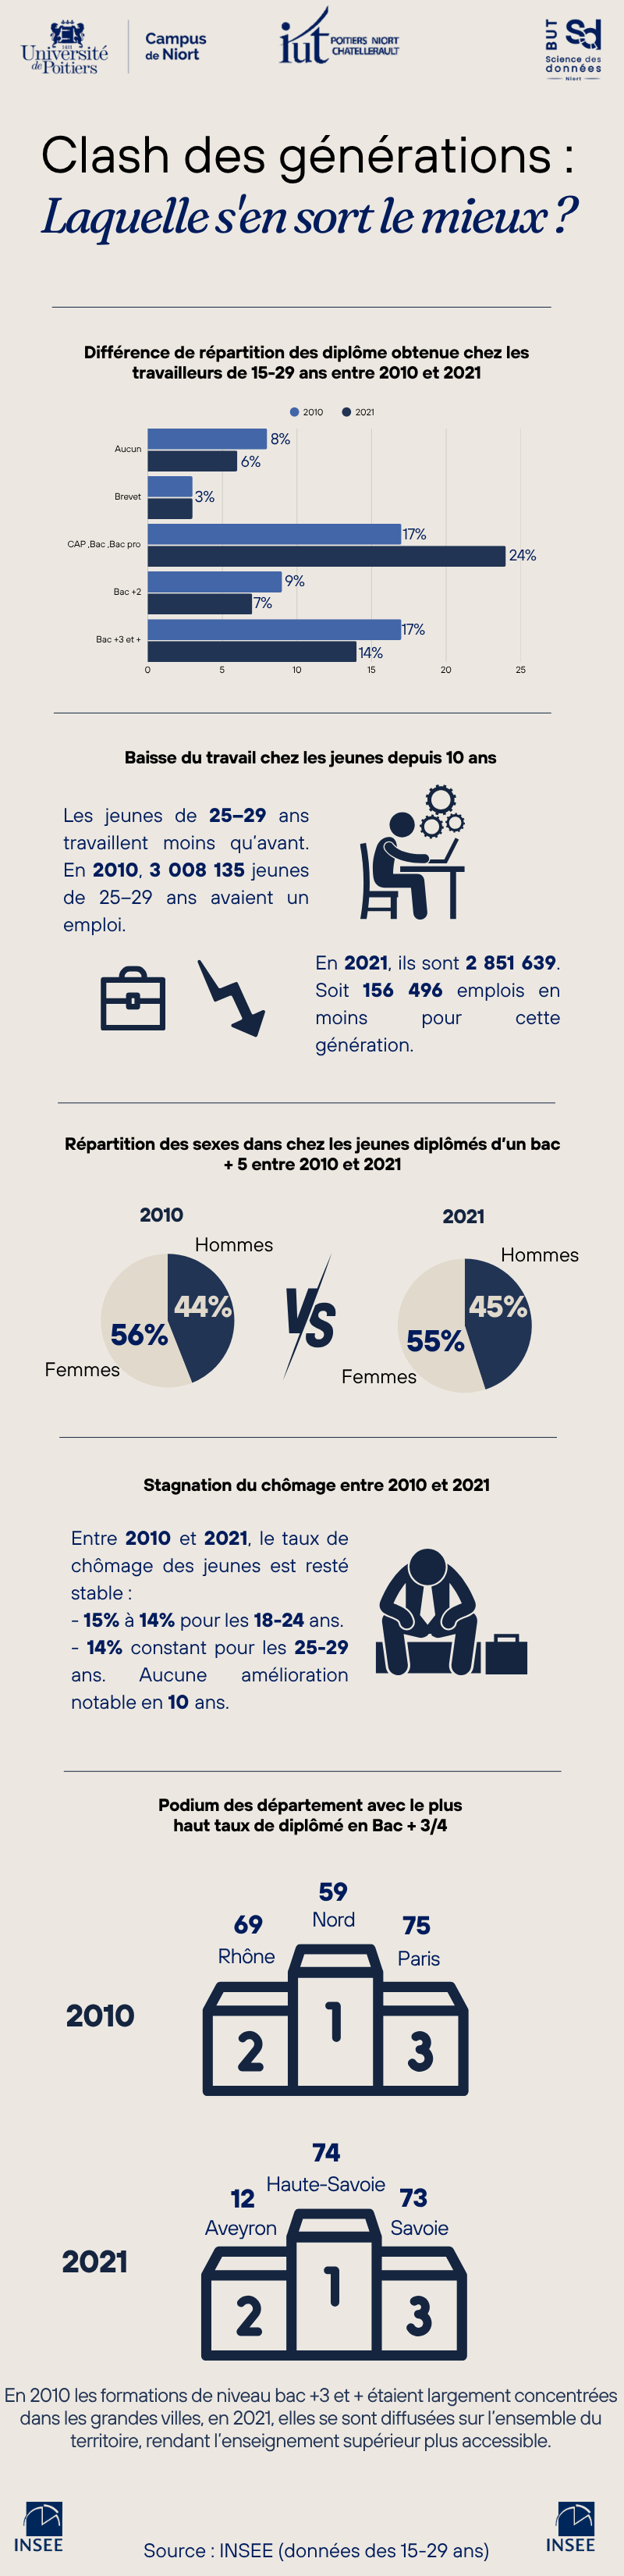 1431
Université
de Poitiers
Campus
de Niort
iut
POITIERS NIORT
CHATELLERAULT
BUT
Sd
Science des
données
Niort
Clash des générations :
Laquelle s'en sort le mieux ?
Différence de répartition des diplôme obtenue chez les
travailleurs de 15-29 ans entre 2010 et 2021
2010 2021
Aucun 8%
6%
Brevet 3%
CAP ,Bac ,Bac pro 17%
24%
Bac +2 9%
7%
Bac +3 et + 17%
14%
0 5 10 15 20 25
Baisse du travail chez les jeunes depuis 10 ans
Les jeunes de 25–29 ans
travaillent moins qu'avant.
En 2010, 3 008 135 jeunes
de 25–29 ans avaient un
emploi.
En 2021, ils sont 2 851 639.
Soit 156 496 emplois en
moins pour cette
génération.
Répartition des sexes dans chez les jeunes diplômés d'un bac
+ 5 entre 2010 et 2021
2010
Hommes
44%
56%
Femmes
VS
2021
Hommes
45%
55%
Femmes
Stagnation du chômage entre 2010 et 2021
Entre 2010 et 2021, le taux de
chômage des jeunes est resté
stable :
- 15% à 14% pour les 18-24 ans.
- 14% constant pour les 25-29
ans. Aucune amélioration
notable en 10 ans.
Podium des département avec le plus
haut taux de diplômé en Bac + 3/4
59
Nord
69
Rhône
75
Paris
2010
2 1 3
74
Haute-Savoie
12
Aveyron
73
Savoie
2021
2 1 3
En 2010 les formations de niveau bac +3 et + étaient largement concentrées
dans les grandes villes, en 2021, elles se sont diffusées sur l'ensemble du
territoire, rendant l'enseignement supérieur plus accessible.
INSEE
Source : INSEE (données des 15-29 ans)
INSEE